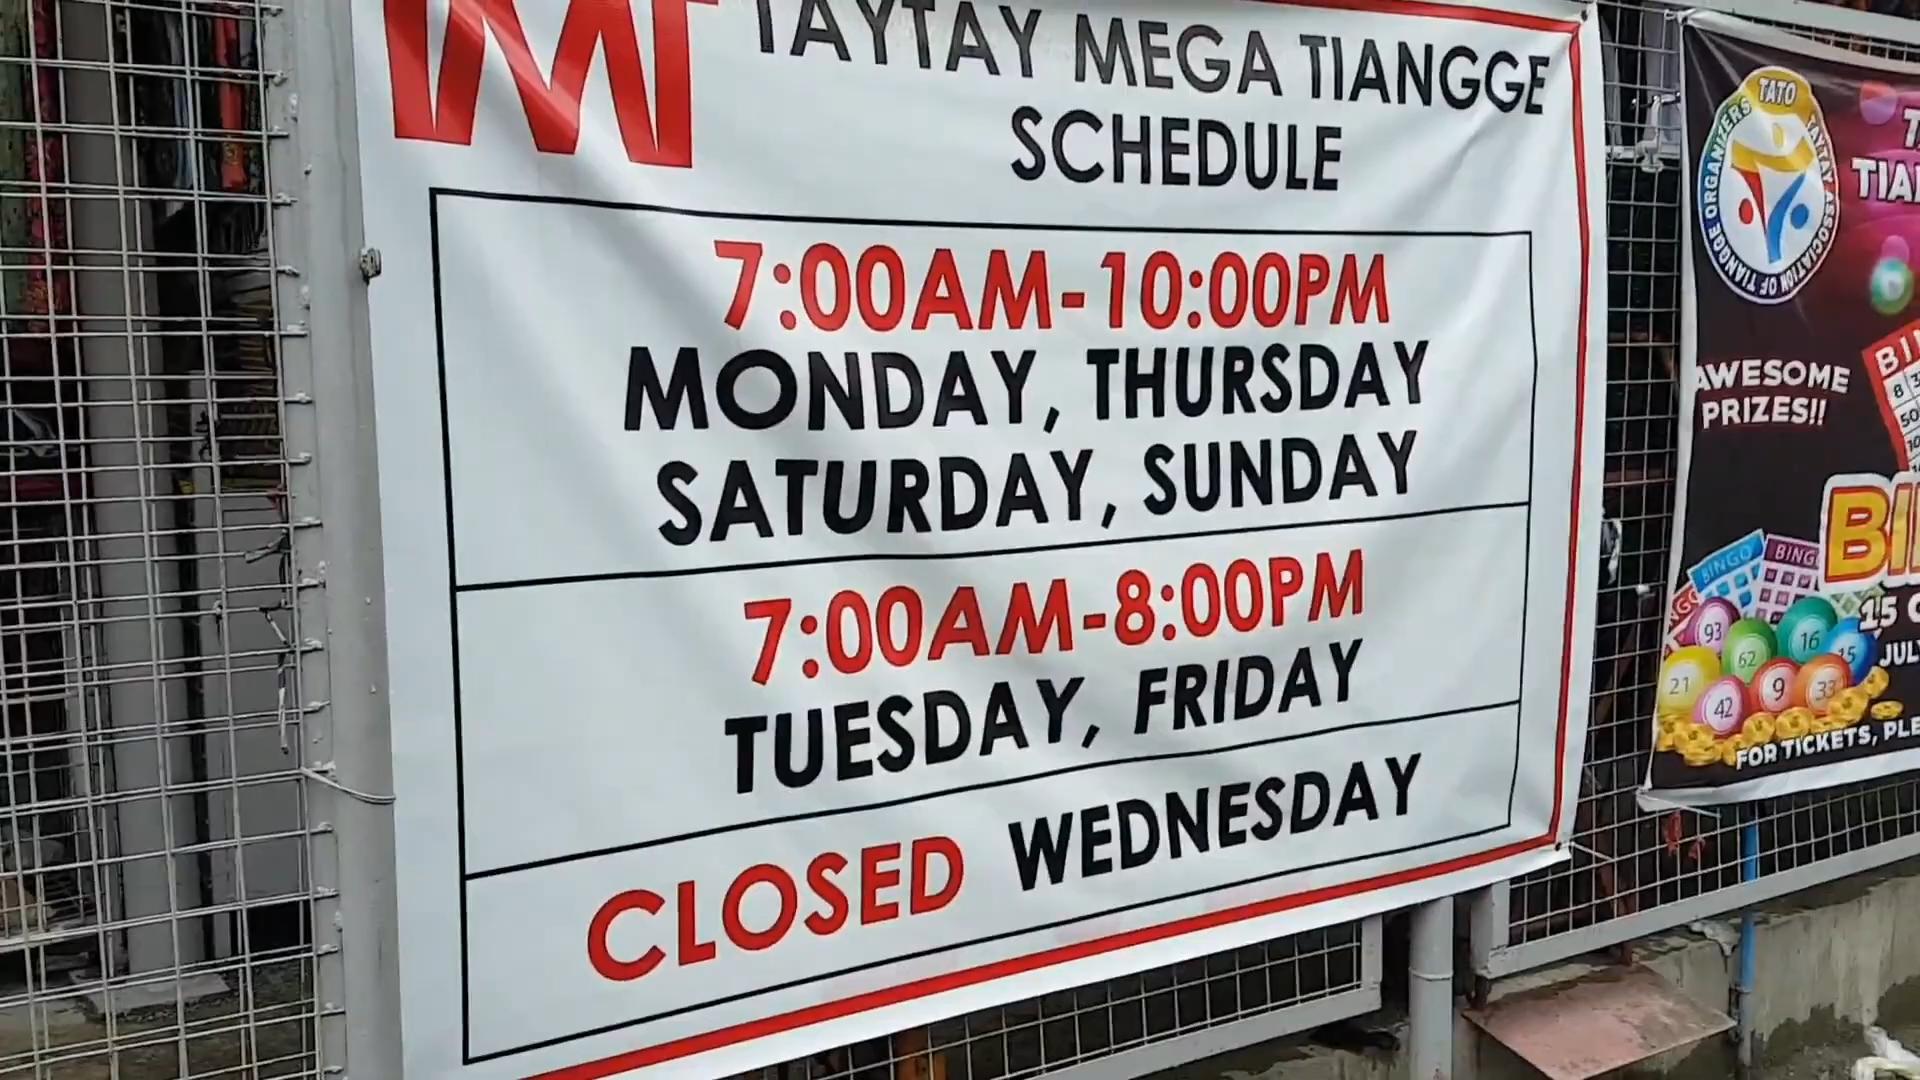 TMT
TAYTAY MEGA TIANGGE
SCHEDULE
7:00AM-10:00PM
MONDAY, THURSDAY
SATURDAY, SUNDAY
7:00AM-8:00PM
TUESDAY, FRIDAY
CLOSED WEDNESDAY
TATO
TAYTAY ASSOCIATION OF TIANGGE ORGANIZERS
AWESOME
PRIZES!!
BINGO
BINGO
93
62
16
15
21
42
9
33
15
FOR TICKETS,